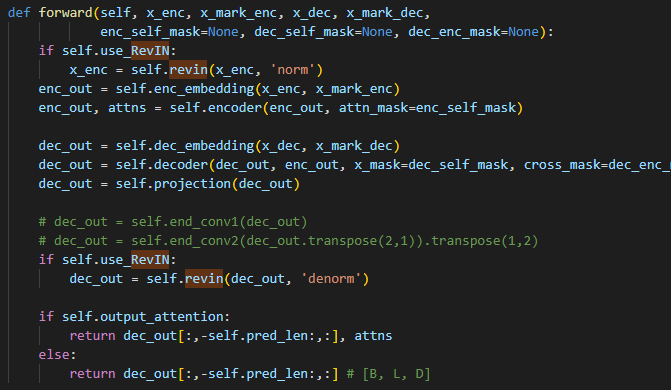 def forward(self, x_enc, x_mark_enc, x_dec, x_mark_dec,
enc_self_mask=None, dec_self_mask=None, dec_enc_mask=None):
if self.use_RevIN:
x_enc = self.revin(x_enc, 'norm')
enc_out = self.enc_embedding(x_enc, x_mark_enc)
enc_out, attns = self.encoder(enc_out, attn_mask=enc_self_mask)
dec_out = self.dec_embedding(x_dec, x_mark_dec)
dec_out = self.decoder(dec_out, enc_out, x_mask=dec_self_mask, cross_mask=dec_enc_
dec_out = self.projection(dec_out)
# dec_out = self.end_conv1(dec_out)
# dec_out = self.end_conv2(dec_out.transpose(2,1)).transpose(1,2)
if self.use_RevIN:
dec_out = self.revin(dec_out, 'denorm')
if self.output_attention:
return dec_out[:,-self.pred_len:,:], attns
else:
return dec_out[:,-self.pred_len:,:] # [B, L, D]